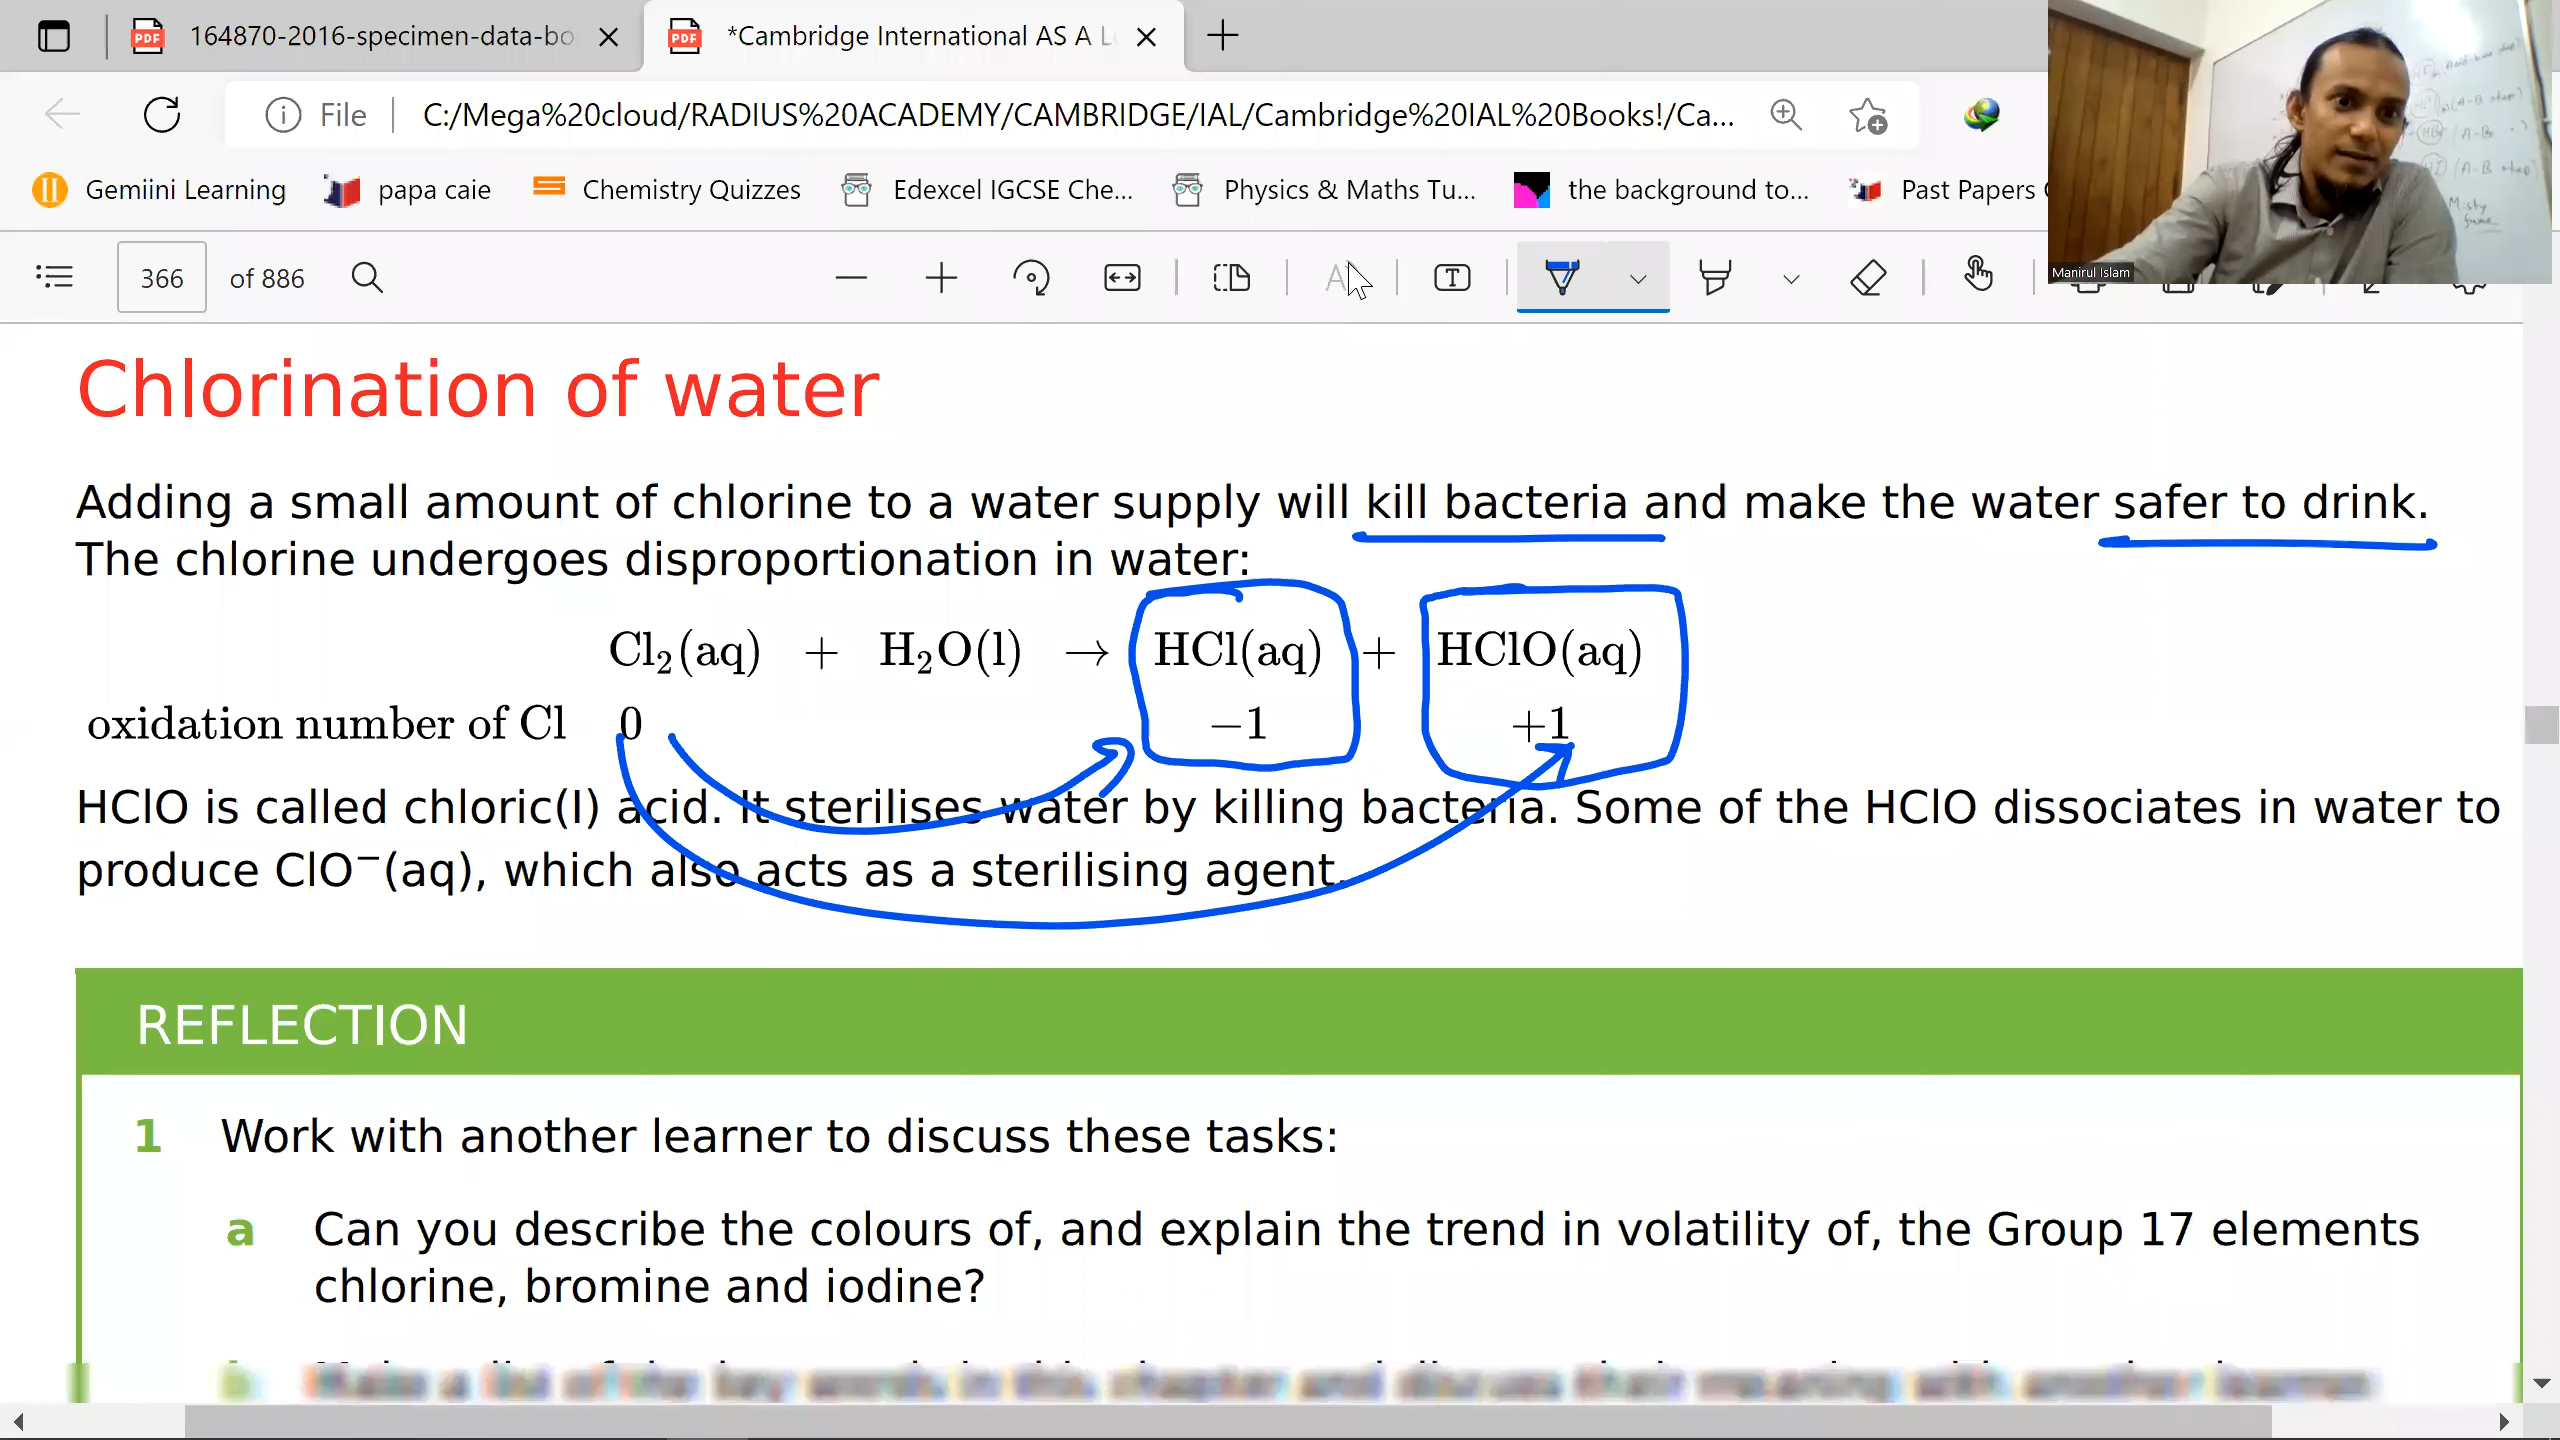 164870-2016-specimen-data-bo
*Cambridge International AS A L
File
C:/Mega%20cloud/RADIUS%20ACADEMY/CAMBRIDGE/IAL/Cambridge%20IAL%20Books!/Ca...
Gemiini Learning
papa caie
Chemistry Quizzes
Edexcel IGCSE Che...
Physics & Maths Tu...
the background to...
Past Papers
Manirul Islam
366 of 886
Chlorination of water
Adding a small amount of chlorine to a water supply will kill bacteria and make the water safer to drink.
The chlorine undergoes disproportionation in water:
Cl₂(aq) + H₂O(l) → HCl(aq) + HClO(aq)
oxidation number of Cl 0 −1 +1
HClO is called chloric(I) acid. It sterilises water by killing bacteria. Some of the HClO dissociates in water to
produce ClO⁻(aq), which also acts as a sterilising agent.
REFLECTION
1 Work with another learner to discuss these tasks:
a Can you describe the colours of, and explain the trend in volatility of, the Group 17 elements
chlorine, bromine and iodine?